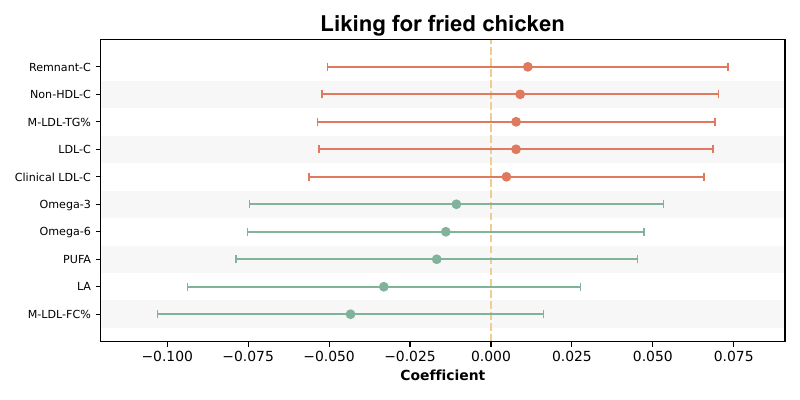 Liking for fried chicken
Remnant-C
Non-HDL-C
M-LDL-TG%
LDL-C
Clinical LDL-C
Omega-3
Omega-6
PUFA
LA
M-LDL-FC%
−0.100 −0.075 −0.050 −0.025 0.000 0.025 0.050 0.075
Coefficient